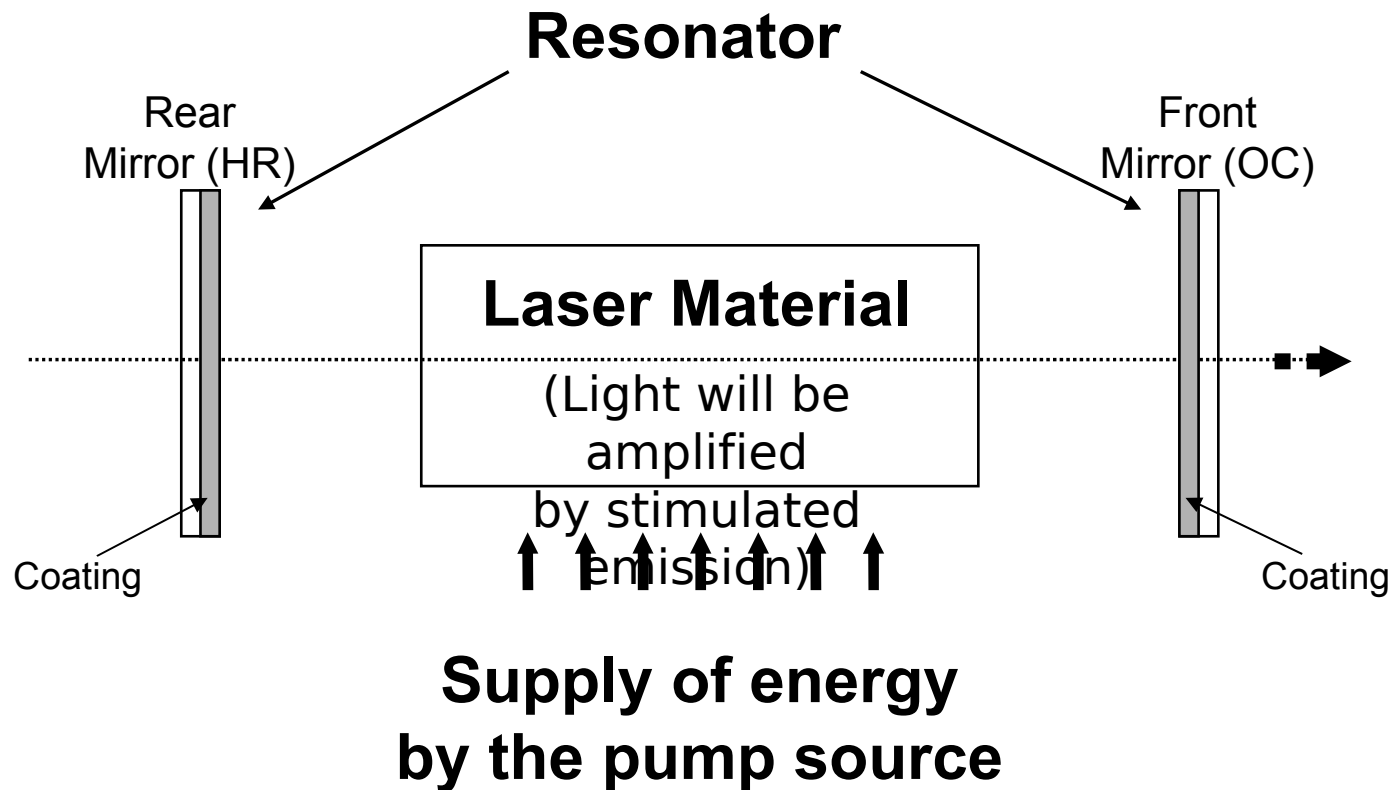 Resonator
Rear
Mirror (HR)
Front
Mirror (OC)
Laser Material
(Light will be
amplified
by stimulated
emission)
Coating
Coating
Supply of energy
by the pump source